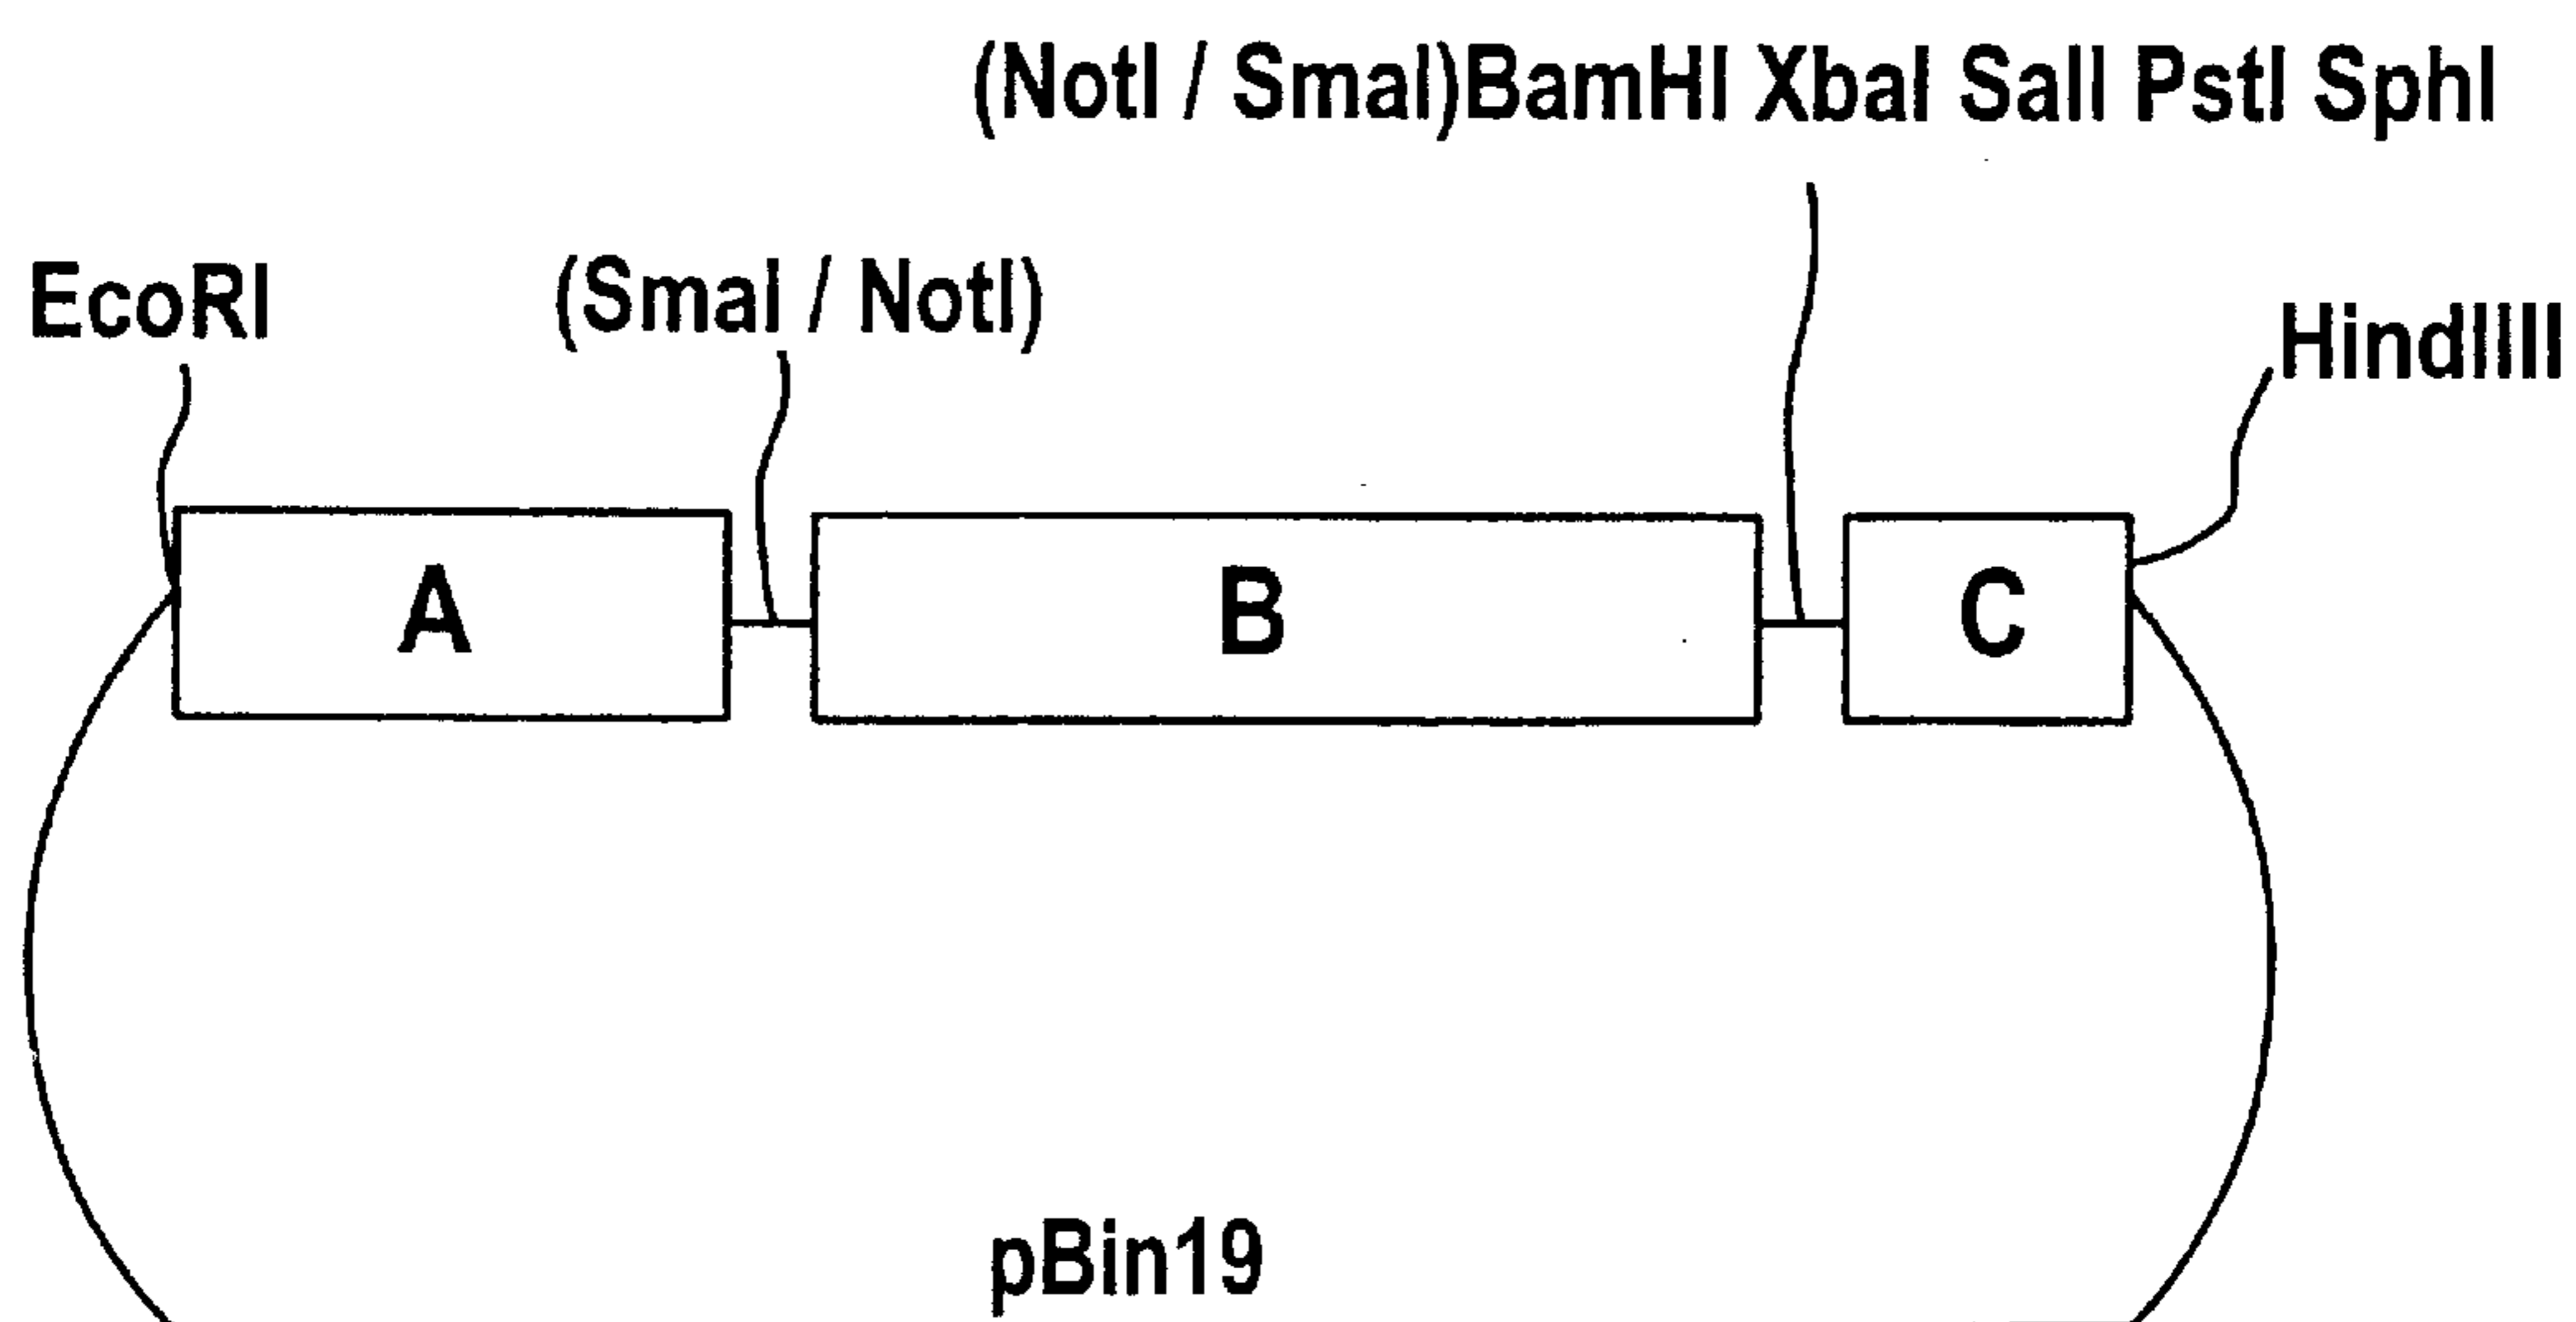 (NotI / SmaI)BamHI XbaI SalI PstI SphI
EcoRI
(SmaI / NotI)
HindIIII
A
B
C
pBin19